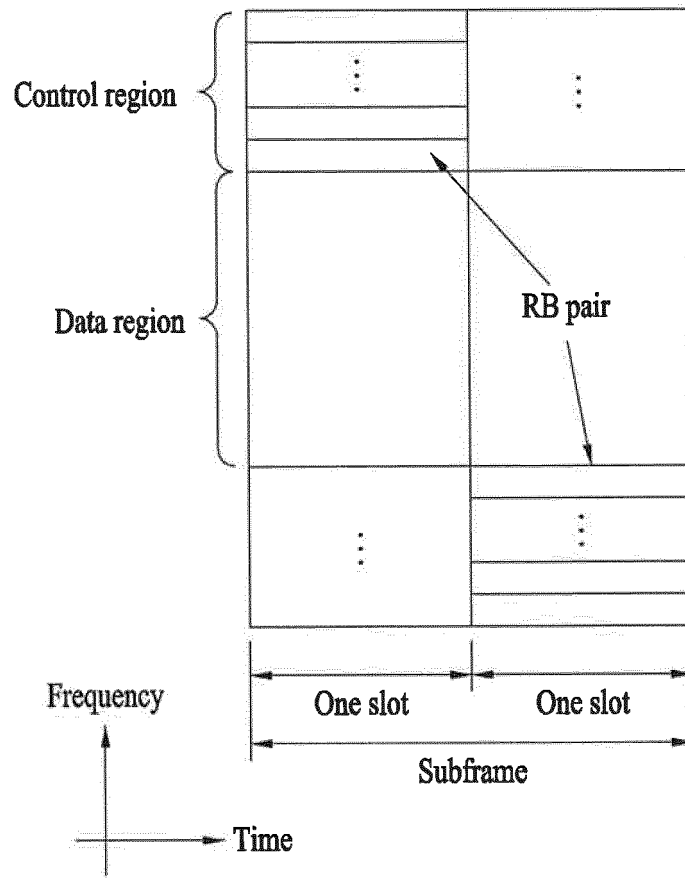 Control region
Data region
RB pair
One slot
One slot
Subframe
Frequency
Time